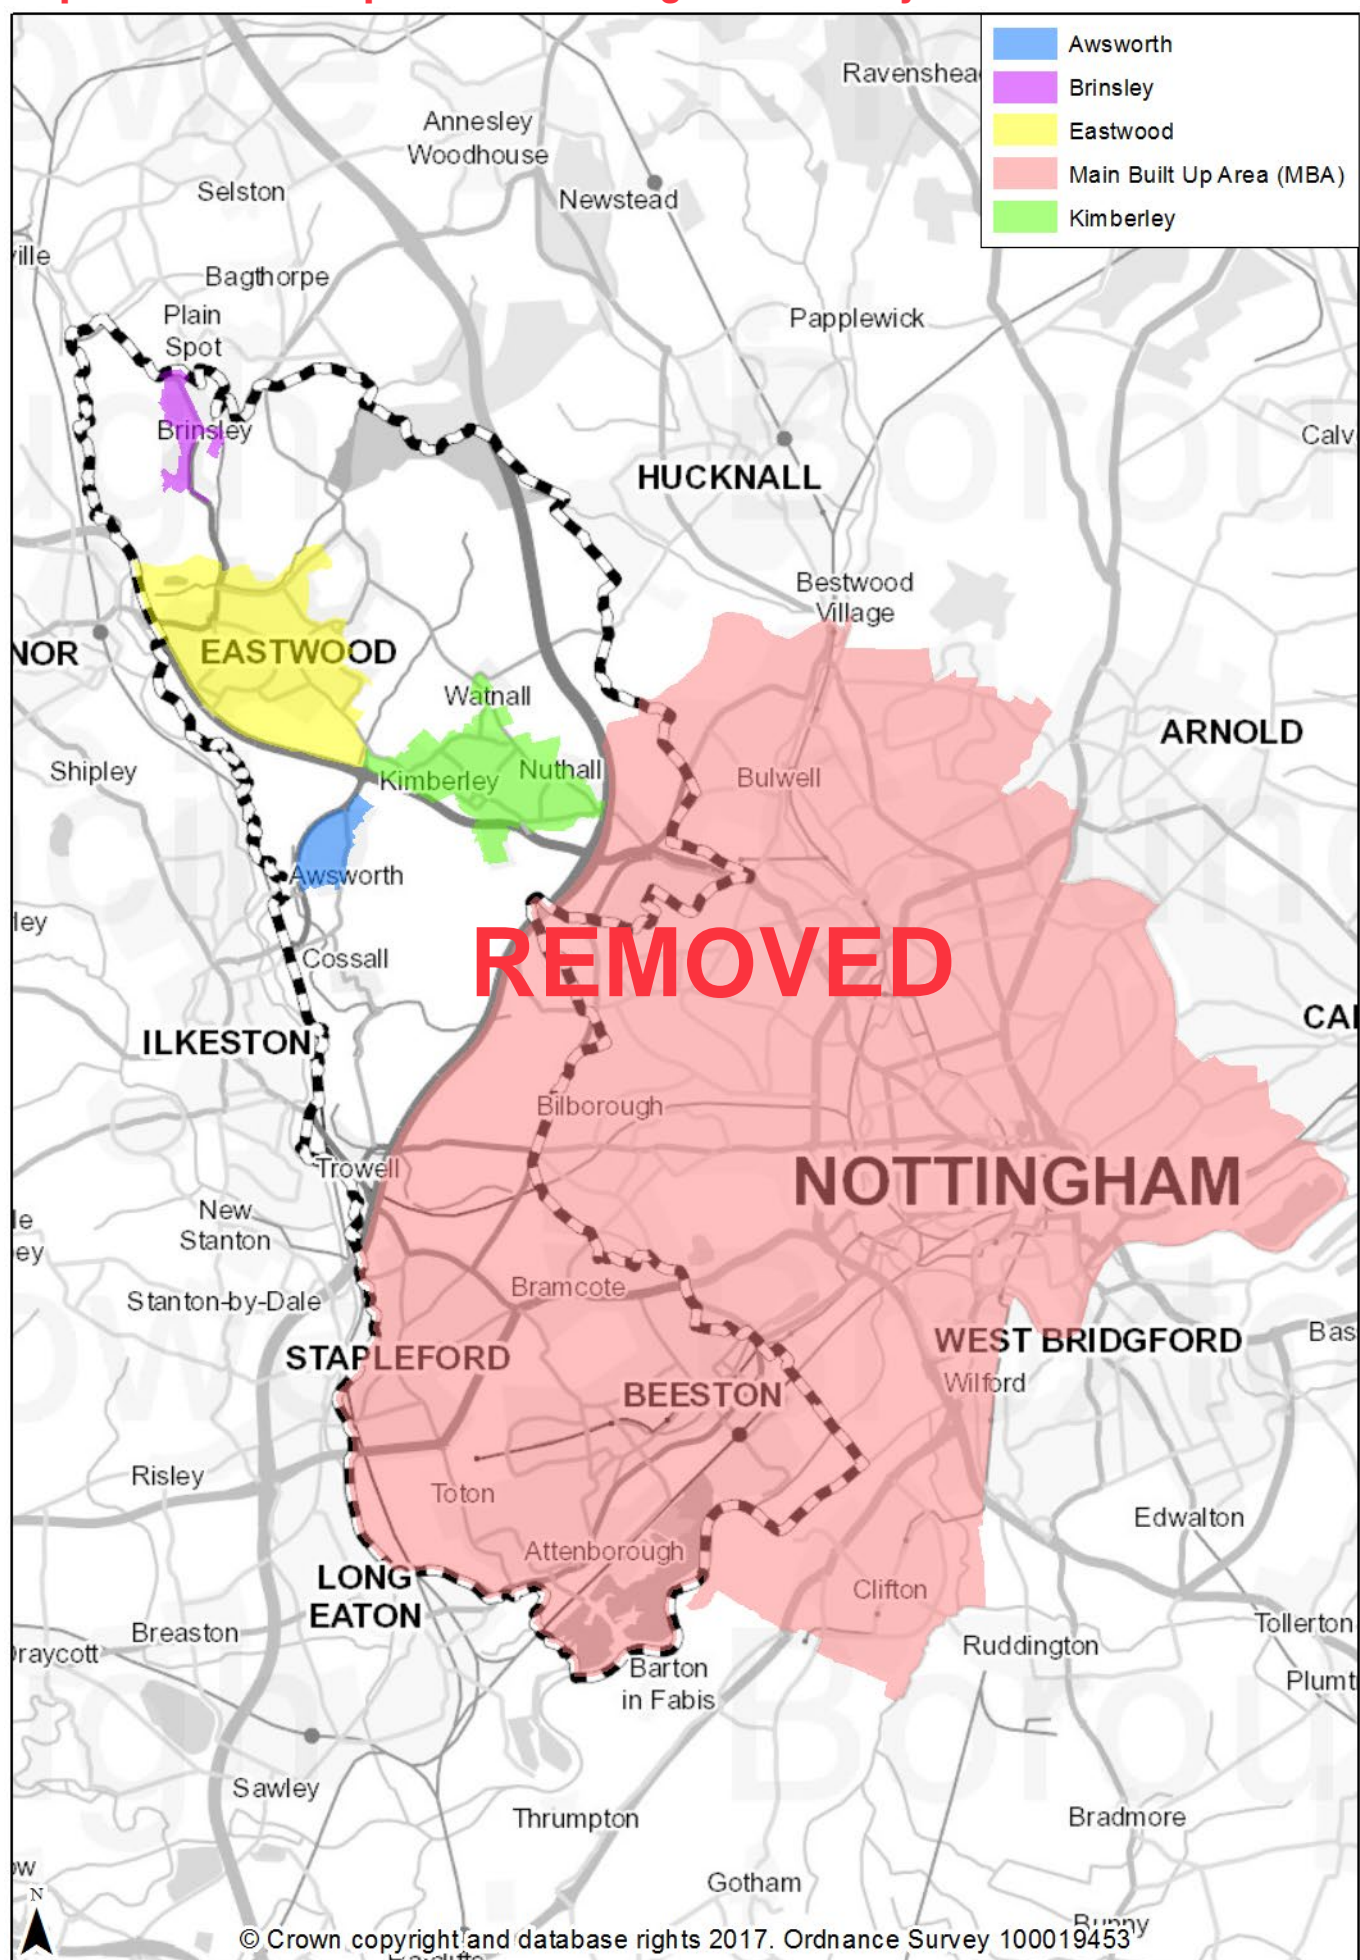 Awsworth
Brinsley
Eastwood
Main Built Up Area (MBA)
Kimberley
Annesley
Woodhouse
Selston
Newstead
Bagthorpe
Plain
Spot
Papplewick
Brinsley
HUCKNALL
Bestwood
Village
EASTWOOD
Watnall
ARNOLD
Shipley
Kimberley
Nuthall
Bulwell
Awsworth
Cossall
REMOVED
ILKESTON
Bilborough
Trowell
NOTTINGHAM
New
Stanton
Stanton-by-Dale
Bramcote
STAPLEFORD
WEST BRIDGFORD
BEESTON
Wilford
Risley
Toton
Edwalton
Attenborough
LONG
EATON
Clifton
Breaston
Ruddington
Tollerton
Barton
in Fabis
Sawley
Thrumpton
Bradmore
Gotham
Bunny
N
© Crown copyright and database rights 2017. Ordnance Survey 100019453